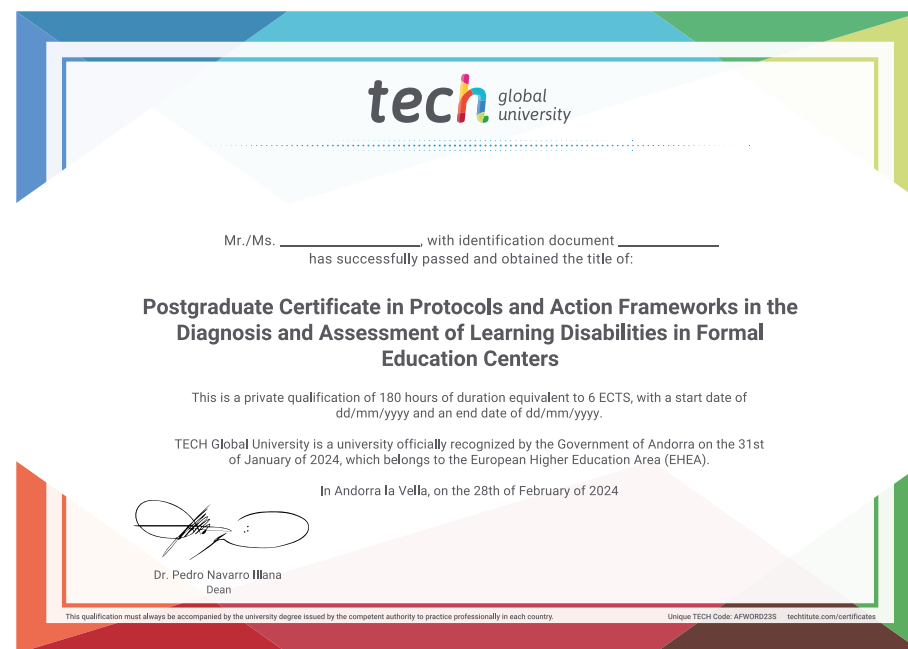 tech global university
Mr./Ms. ____________, with identification document ____________
has successfully passed and obtained the title of:
Postgraduate Certificate in Protocols and Action Frameworks in the
Diagnosis and Assessment of Learning Disabilities in Formal
Education Centers
This is a private qualification of 180 hours of duration equivalent to 6 ECTS, with a start date of
dd/mm/yyyy and an end date of dd/mm/yyyy.
TECH Global University is a university officially recognized by the Government of Andorra on the 31st
of January of 2024, which belongs to the European Higher Education Area (EHEA).
In Andorra la Vella, on the 28th of February of 2024
Dr. Pedro Navarro Illana
Dean
This qualification must always be accompanied by the university degree issued by the competent authority to practice professionally in each country.
Unique TECH Code: AFWORD23S techtitute.com/certificates